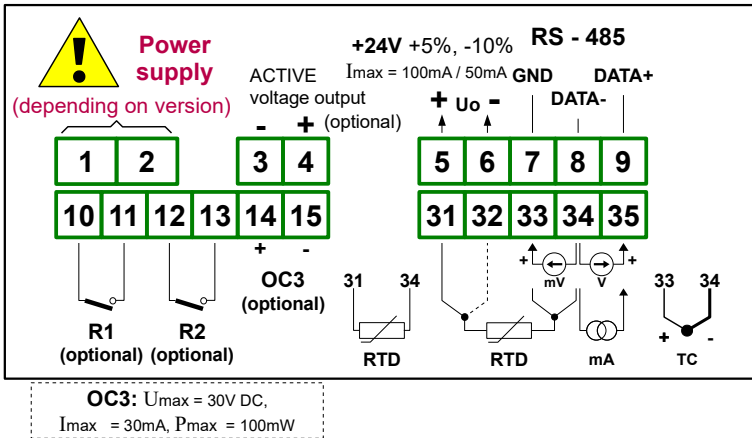 Power
supply
(depending on version)
ACTIVE
voltage output
(optional)
- +
+24V +5%, -10%
Imax = 100mA / 50mA
+ Uo -
RS - 485
GND DATA+
DATA-
1 2 3 4 5 6 7 8 9
10 11 12 13 14 15 31 32 33 34 35
+ -
OC3
(optional)
R1
(optional)
R2
(optional)
31 34
RTD
RTD
+ mV
V +
mA
33 34
+ -
TC
OC3: Umax = 30V DC,
Imax = 30mA, Pmax = 100mW